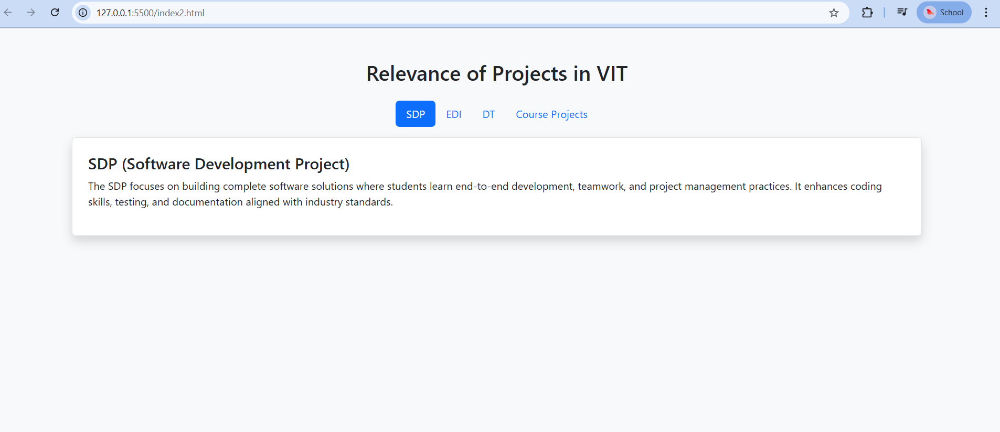 127.0.0.1:5500/index2.html
School
Relevance of Projects in VIT
SDP EDI DT Course Projects
SDP (Software Development Project)
The SDP focuses on building complete software solutions where students learn end-to-end development, teamwork, and project management practices. It enhances coding
skills, testing, and documentation aligned with industry standards.